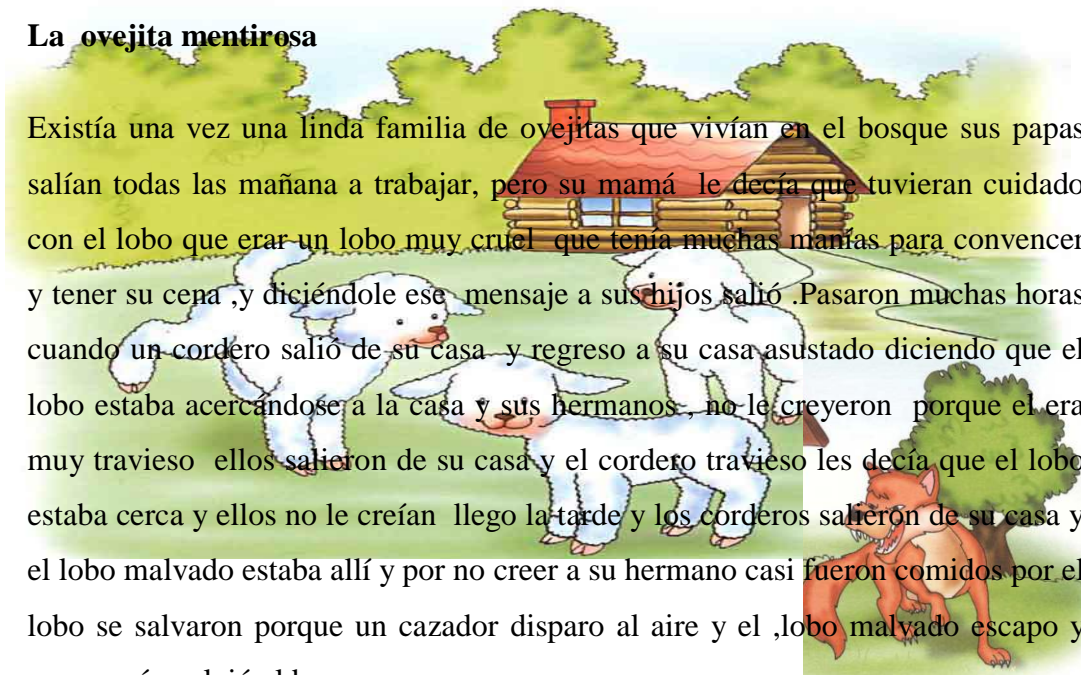 La ovejita mentirosa
Existía una vez una linda familia de ovejitas que vivían en el bosque sus papas
salían todas las mañana a trabajar, pero su mamá le decía que tuvieran cuidado
con el lobo que erar un lobo muy cruel que tenía muchas manías para convencer
y tener su cena ,y diciéndole ese mensaje a sus hijos salió .Pasaron muchas horas
cuando un cordero salió de su casa y regreso a su casa asustado diciendo que el
lobo estaba acercándose a la casa y sus hermanos , no le creyeron porque el era
muy travieso ellos salieron de su casa y el cordero travieso les decía que el lobo
estaba cerca y ellos no le creían llego la tarde y los corderos salieron de su casa y
el lobo malvado estaba allí y por no creer a su hermano casi fueron comidos por el
lobo se salvaron porque un cazador disparo al aire y el ,lobo malvado escapo y